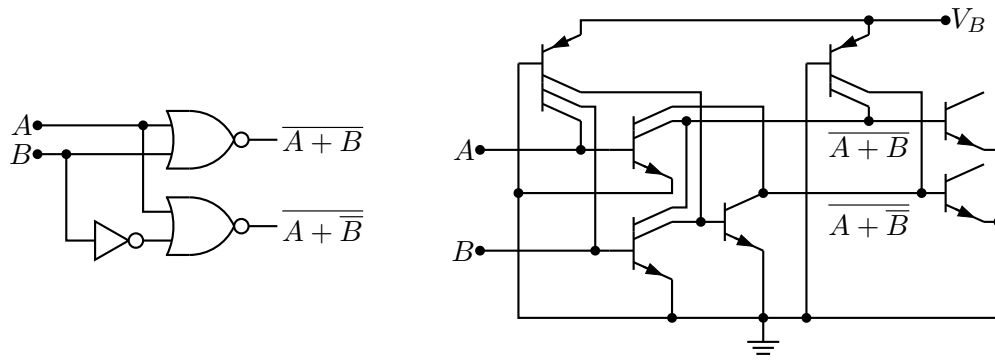 A
B
$\overline{A + B}$
$\overline{A + \overline{B}}$
V_B
A
$\overline{A + B}$
$\overline{A + \overline{B}}$
B